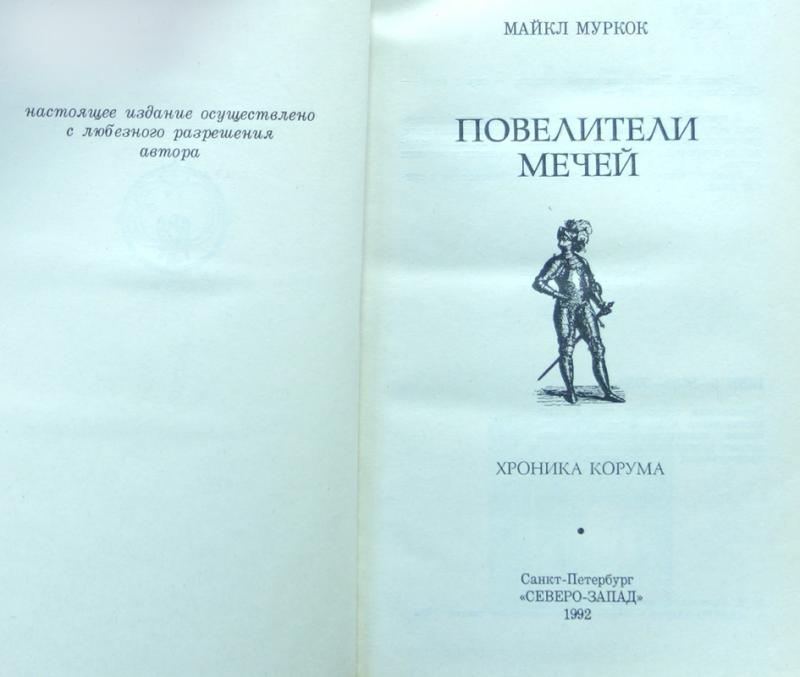 настоящее издание осуществлено
с любезного разрешения
автора
МАЙКЛ МУРКОК
ПОВЕЛИТЕЛИ
МЕЧЕЙ
ХРОНИКА КОРУМА
Санкт-Петербург
«СЕВЕРО-ЗАПАД»
1992